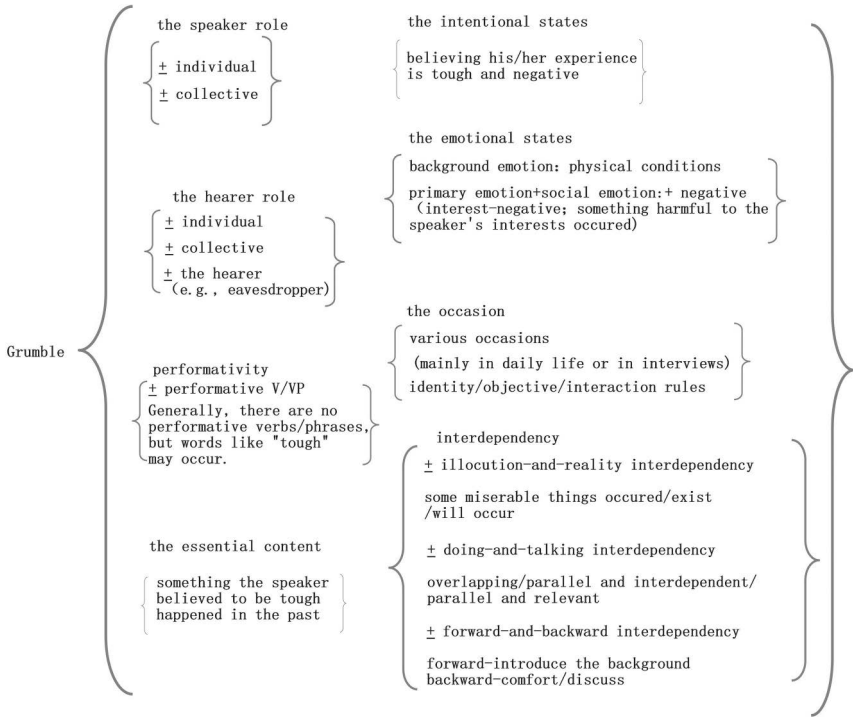 Grumble
the speaker role
± individual
± collective
the hearer role
± individual
± collective
± the hearer
(e.g., eavesdropper)
performativity
± performative V/VP
Generally, there are no
performative verbs/phrases,
but words like "tough"
may occur.
the essential content
something the speaker
believed to be tough
happened in the past
the intentional states
believing his/her experience
is tough and negative
the emotional states
background emotion: physical conditions
primary emotion+social emotion:+ negative
(interest-negative; something harmful to the
speaker's interests occured)
the occasion
various occasions
(mainly in daily life or in interviews)
identity/objective/interaction rules
interdependency
± illocution-and-reality interdependency
some miserable things occured/exist
/will occur
± doing-and-talking interdependency
overlapping/parallel and interdependent/
parallel and relevant
± forward-and-backward interdependency
forward-introduce the background
backward-comfort/discuss